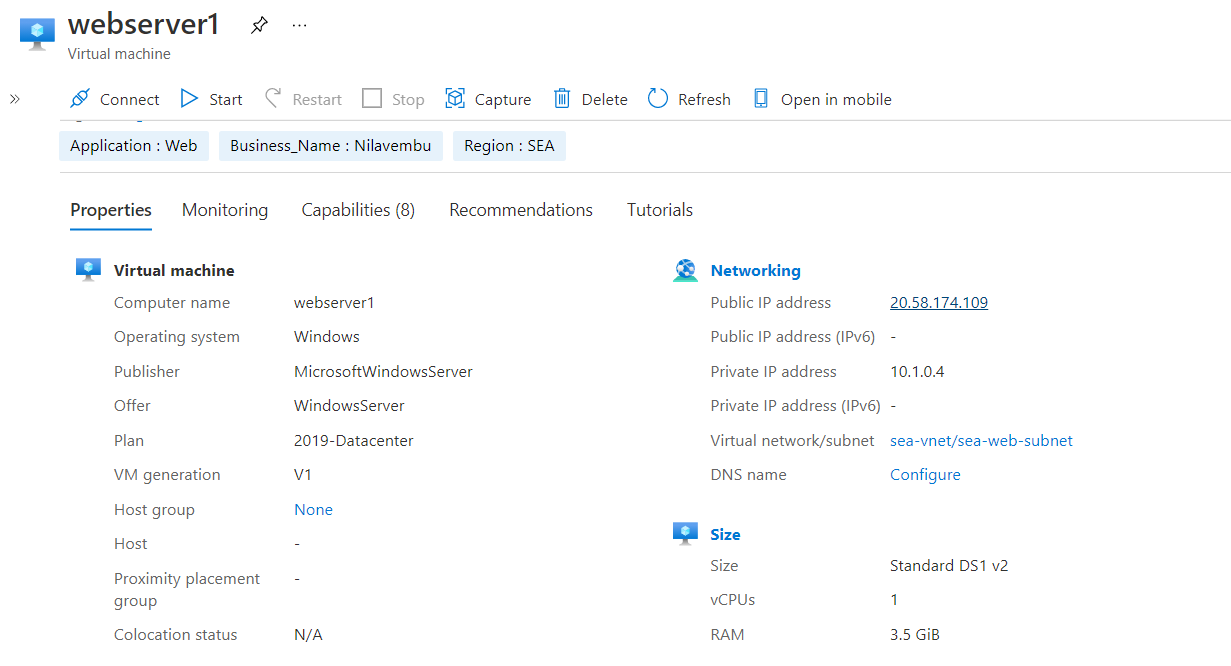 webserver1
Virtual machine
Connect Start Restart Stop Capture Delete Refresh Open in mobile
Application : Web Business_Name : Nilavembu Region : SEA
Properties Monitoring Capabilities (8) Recommendations Tutorials
Virtual machine
Computer name webserver1
Operating system Windows
Publisher MicrosoftWindowsServer
Offer WindowsServer
Plan 2019-Datacenter
VM generation V1
Host group None
Host -
Proximity placement group -
Colocation status N/A
Networking
Public IP address 20.58.174.109
Public IP address (IPv6) -
Private IP address 10.1.0.4
Private IP address (IPv6) -
Virtual network/subnet sea-vnet/sea-web-subnet
DNS name Configure
Size
Size Standard DS1 v2
vCPUs 1
RAM 3.5 GiB